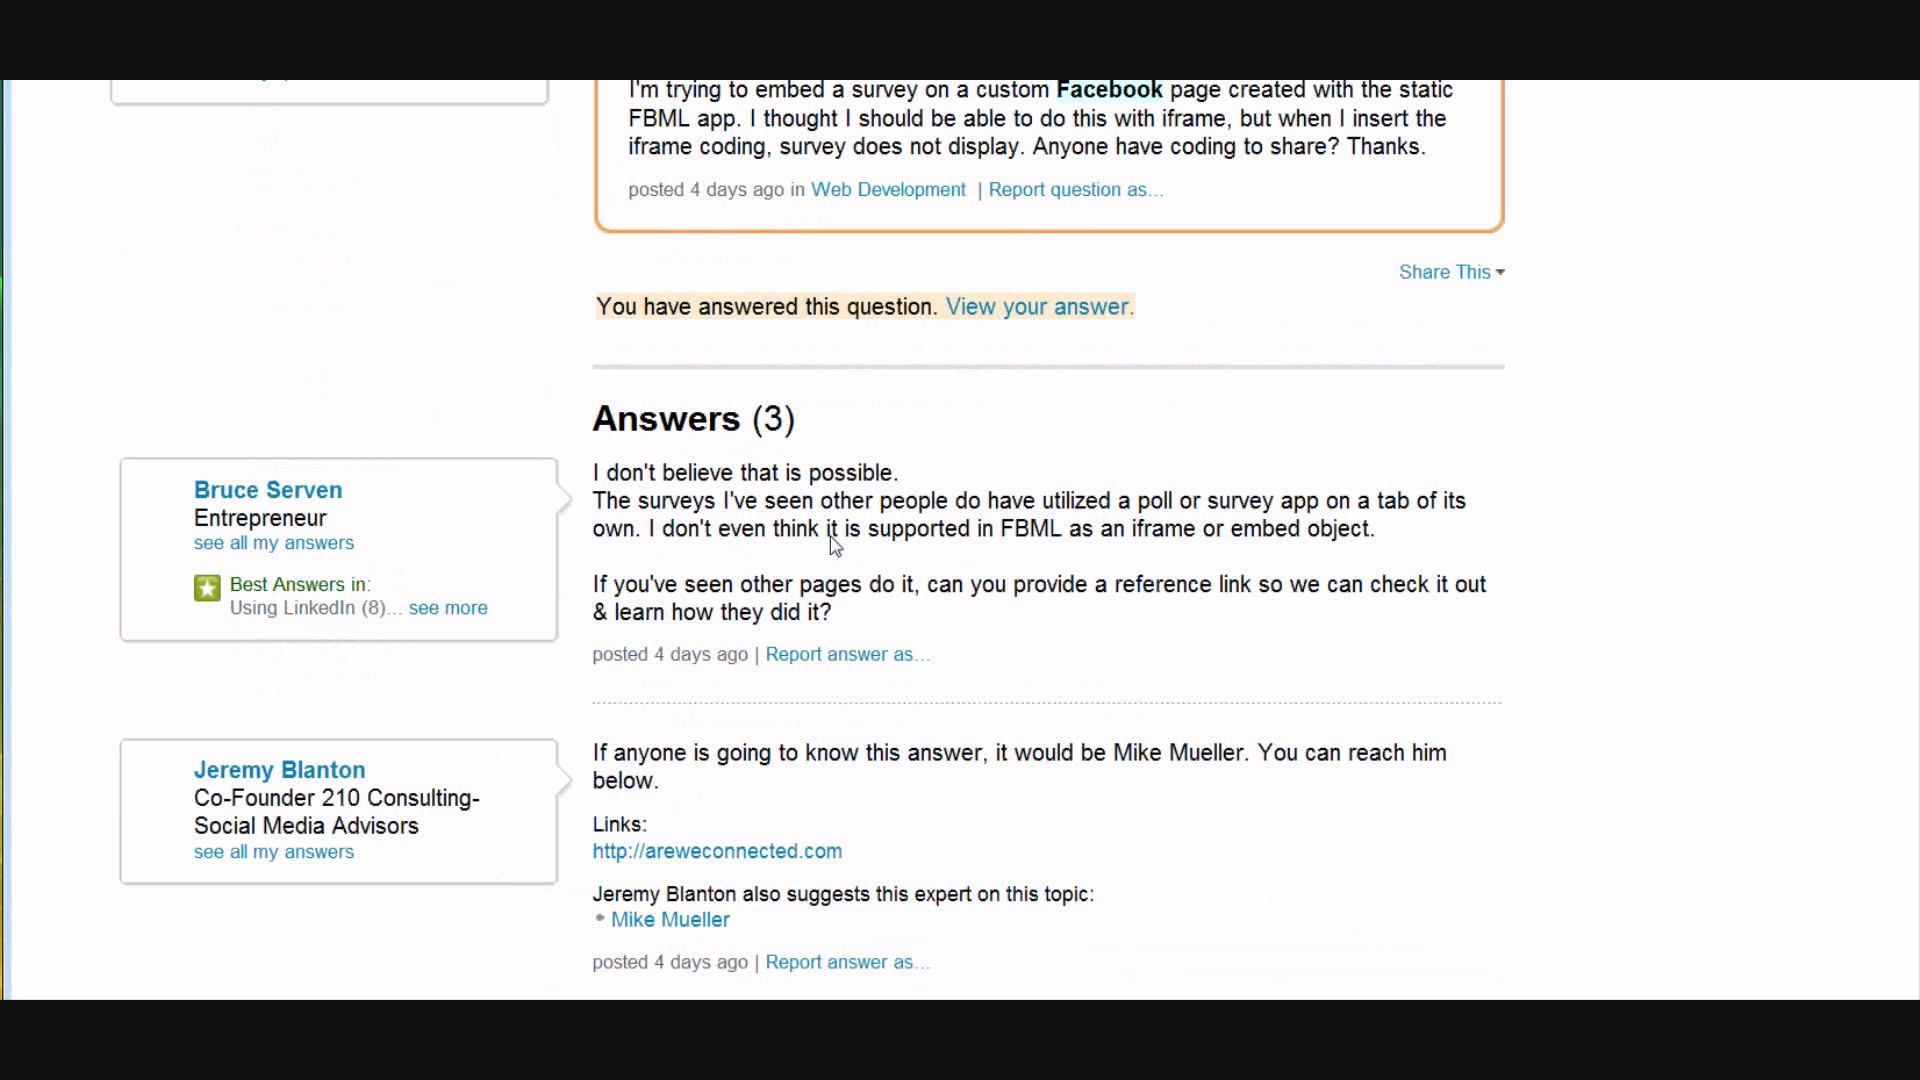 I'm trying to embed a survey on a custom Facebook page created with the static
FBML app. I thought I should be able to do this with iframe, but when I insert the
iframe coding, survey does not display. Anyone have coding to share? Thanks.
posted 4 days ago in Web Development | Report question as...
Share This
You have answered this question. View your answer.
Answers (3)
Bruce Serven
Entrepreneur
see all my answers
Best Answers in:
Using LinkedIn (8)... see more
I don't believe that is possible.
The surveys I've seen other people do have utilized a poll or survey app on a tab of its
own. I don't even think it is supported in FBML as an iframe or embed object.
If you've seen other pages do it, can you provide a reference link so we can check it out
& learn how they did it?
posted 4 days ago | Report answer as...
Jeremy Blanton
Co-Founder 210 Consulting-
Social Media Advisors
see all my answers
If anyone is going to know this answer, it would be Mike Mueller. You can reach him
below.
Links:
http://areweconnected.com
Jeremy Blanton also suggests this expert on this topic:
• Mike Mueller
posted 4 days ago | Report answer as...